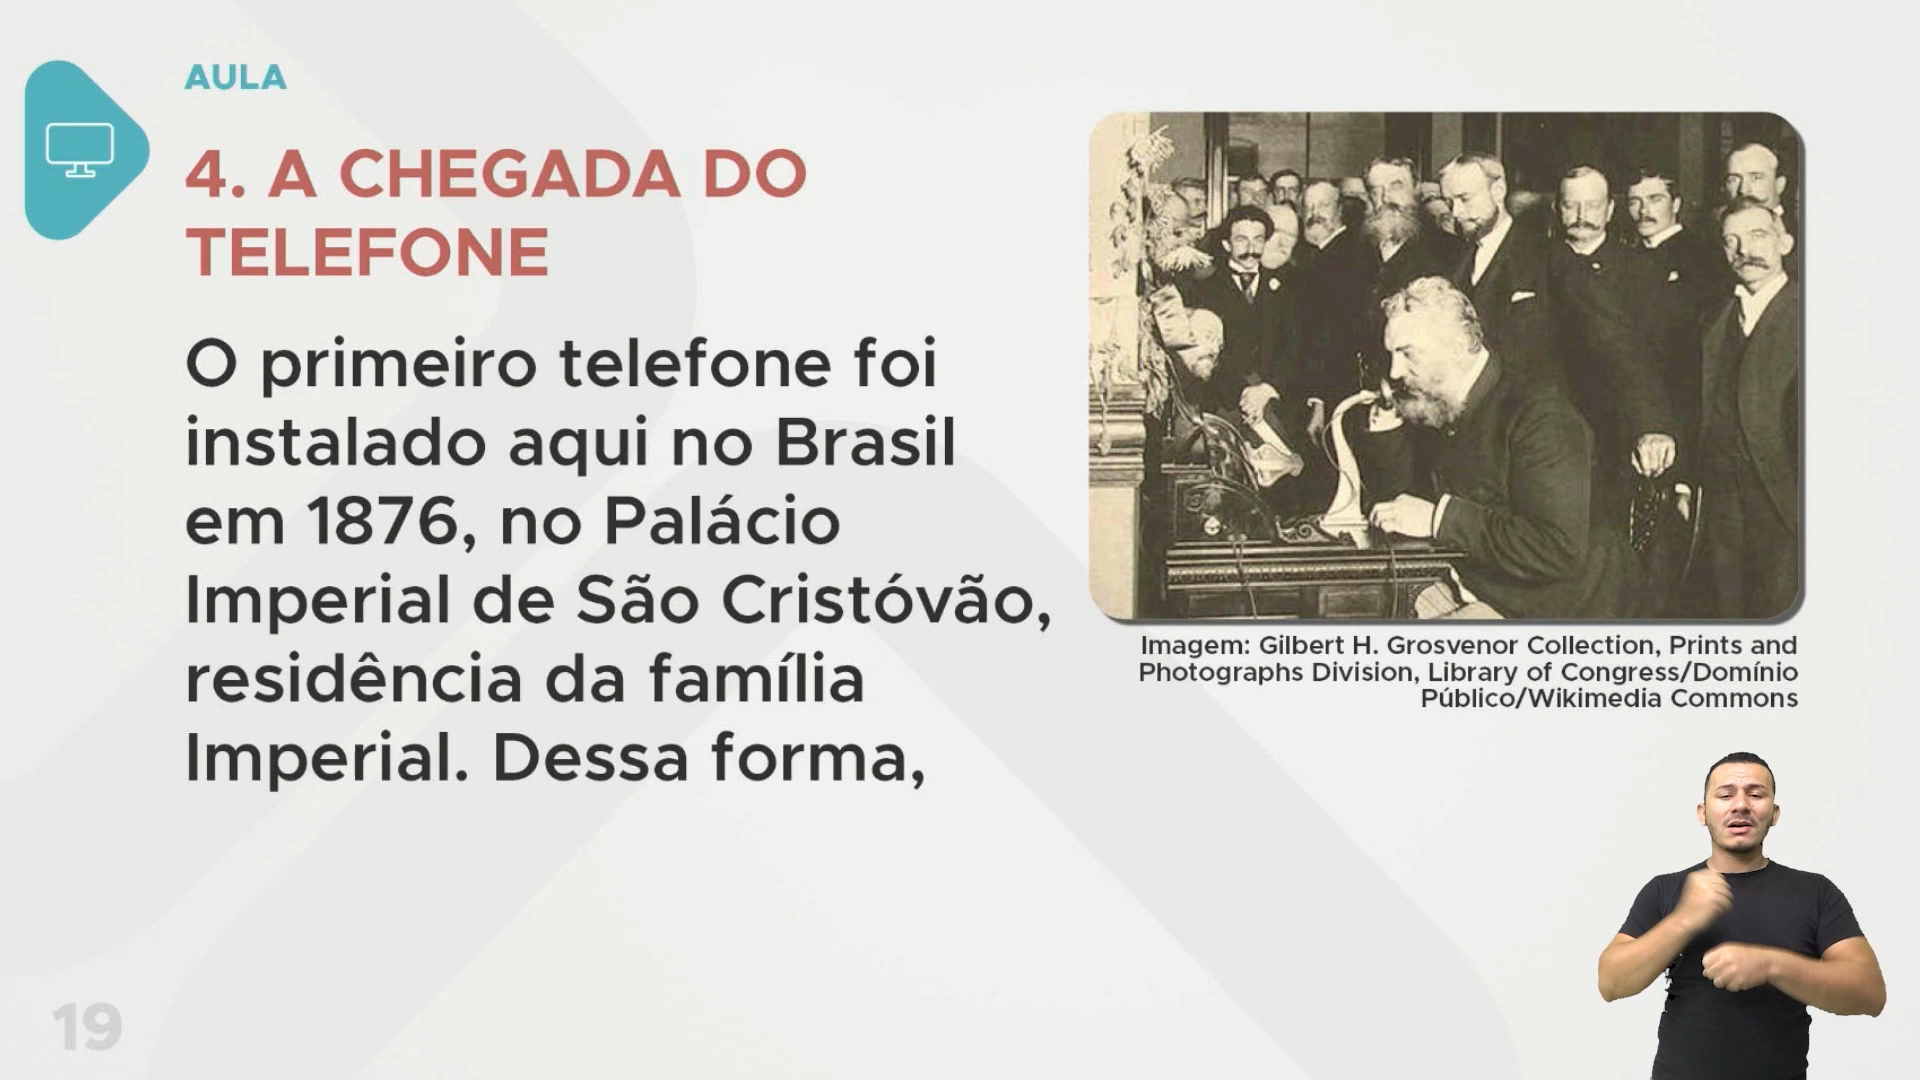 AULA
4. A CHEGADA DO
TELEFONE
O primeiro telefone foi
instalado aqui no Brasil
em 1876, no Palácio
Imperial de São Cristóvão,
residência da família
Imperial. Dessa forma,
Imagem: Gilbert H. Grosvenor Collection, Prints and
Photographs Division, Library of Congress/Domínio
Público/Wikimedia Commons
19